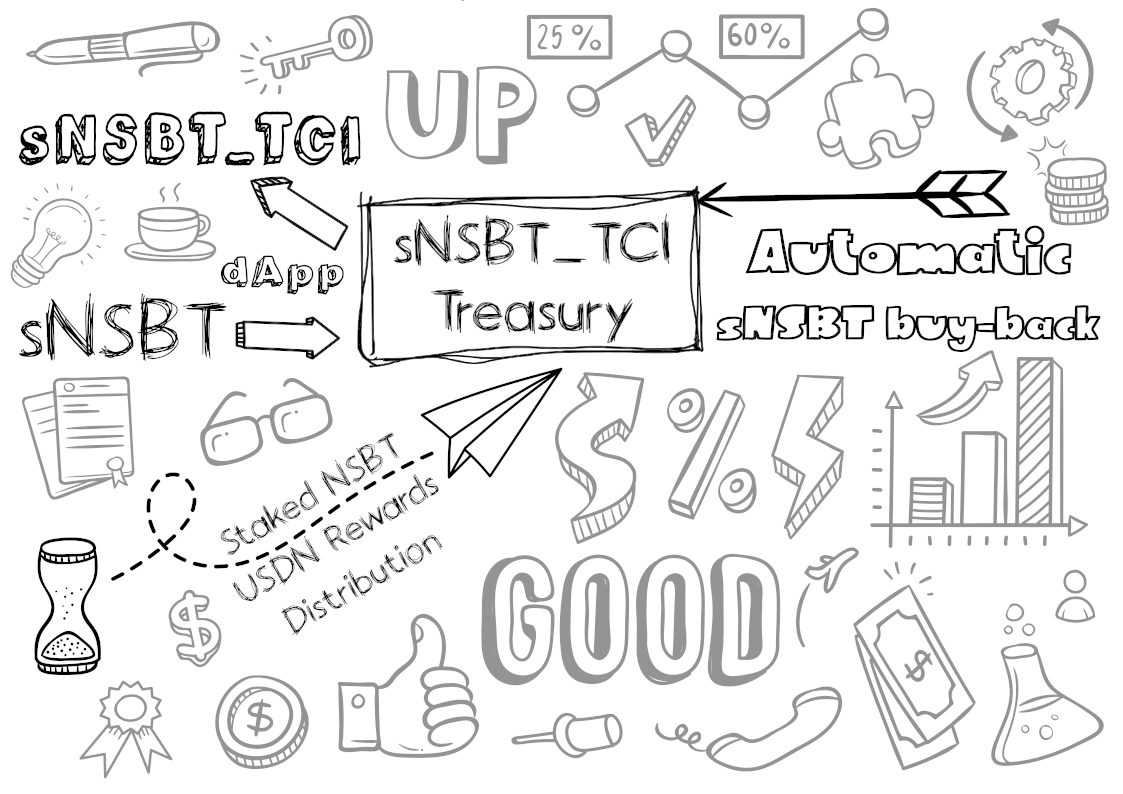 25%
60%
UP
sNSBT_TCI
sNSBT_TCI
Treasury
dApp
sNSBT
Automatic
sNSBT buy-back
Staked NSBT
USDN Rewards
Distribution
GOOD
$
$
$
%